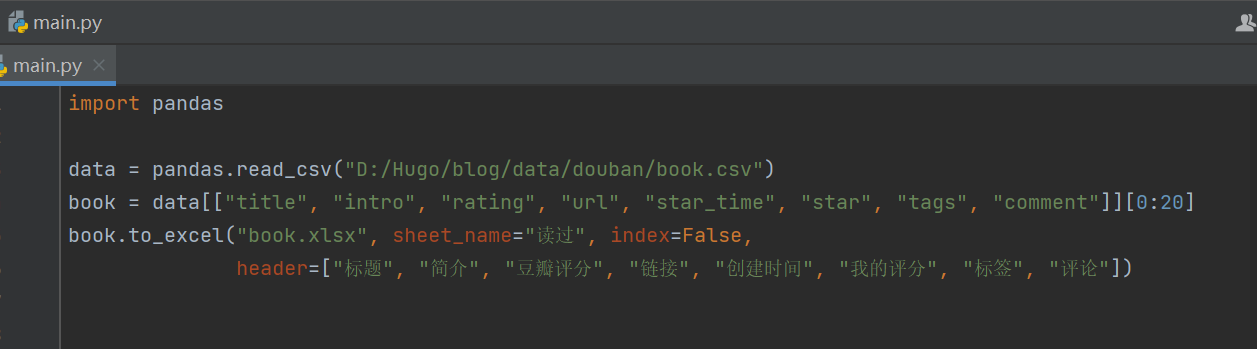 main.py
main.py
import pandas
data = pandas.read_csv("D:/Hugo/blog/data/douban/book.csv")
book = data[["title", "intro", "rating", "url", "star_time", "star", "tags", "comment"]][0:20]
book.to_excel("book.xlsx", sheet_name="读过", index=False,
header=["标题", "简介", "豆瓣评分", "链接", "创建时间", "我的评分", "标签", "评论"])